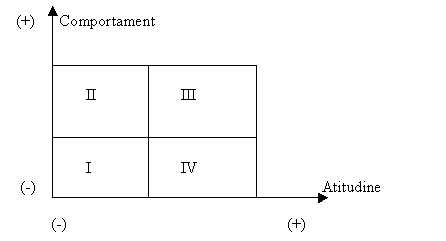 (+) Comportament
II III
I IV
(-) Atitudine
(-) (+)